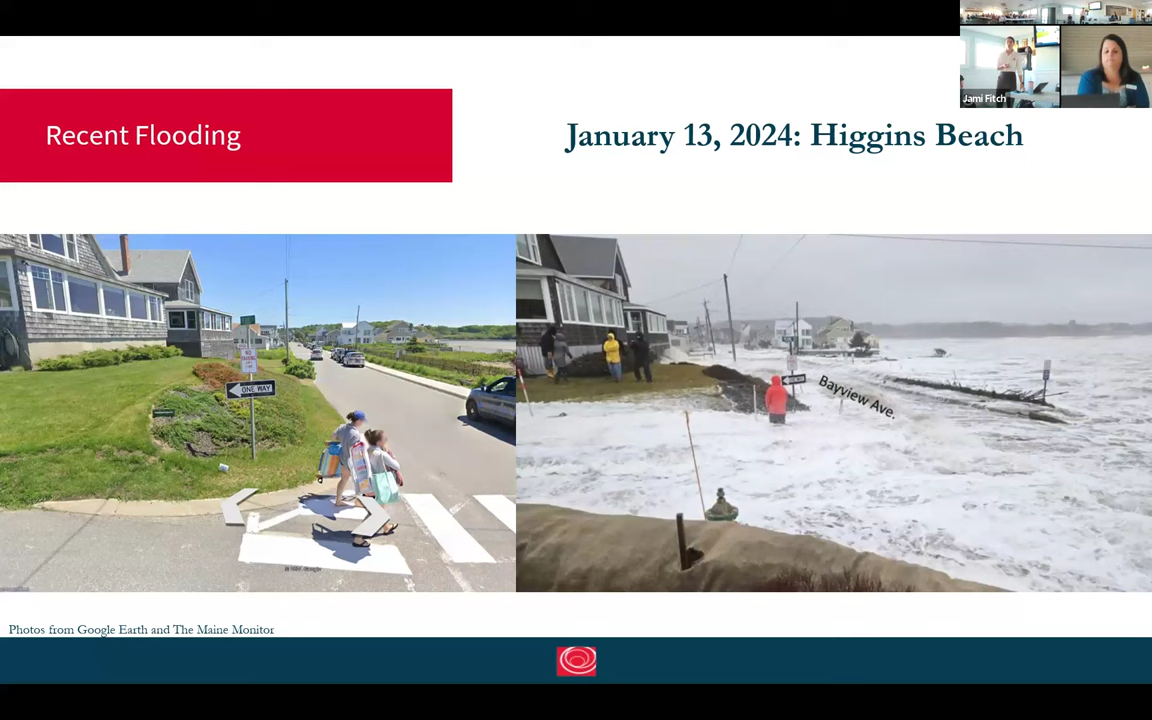 Jami Fitch
Recent Flooding
January 13, 2024: Higgins Beach
NO
ONE WAY
Bayview Ave.
Photos from Google Earth and The Maine Monitor